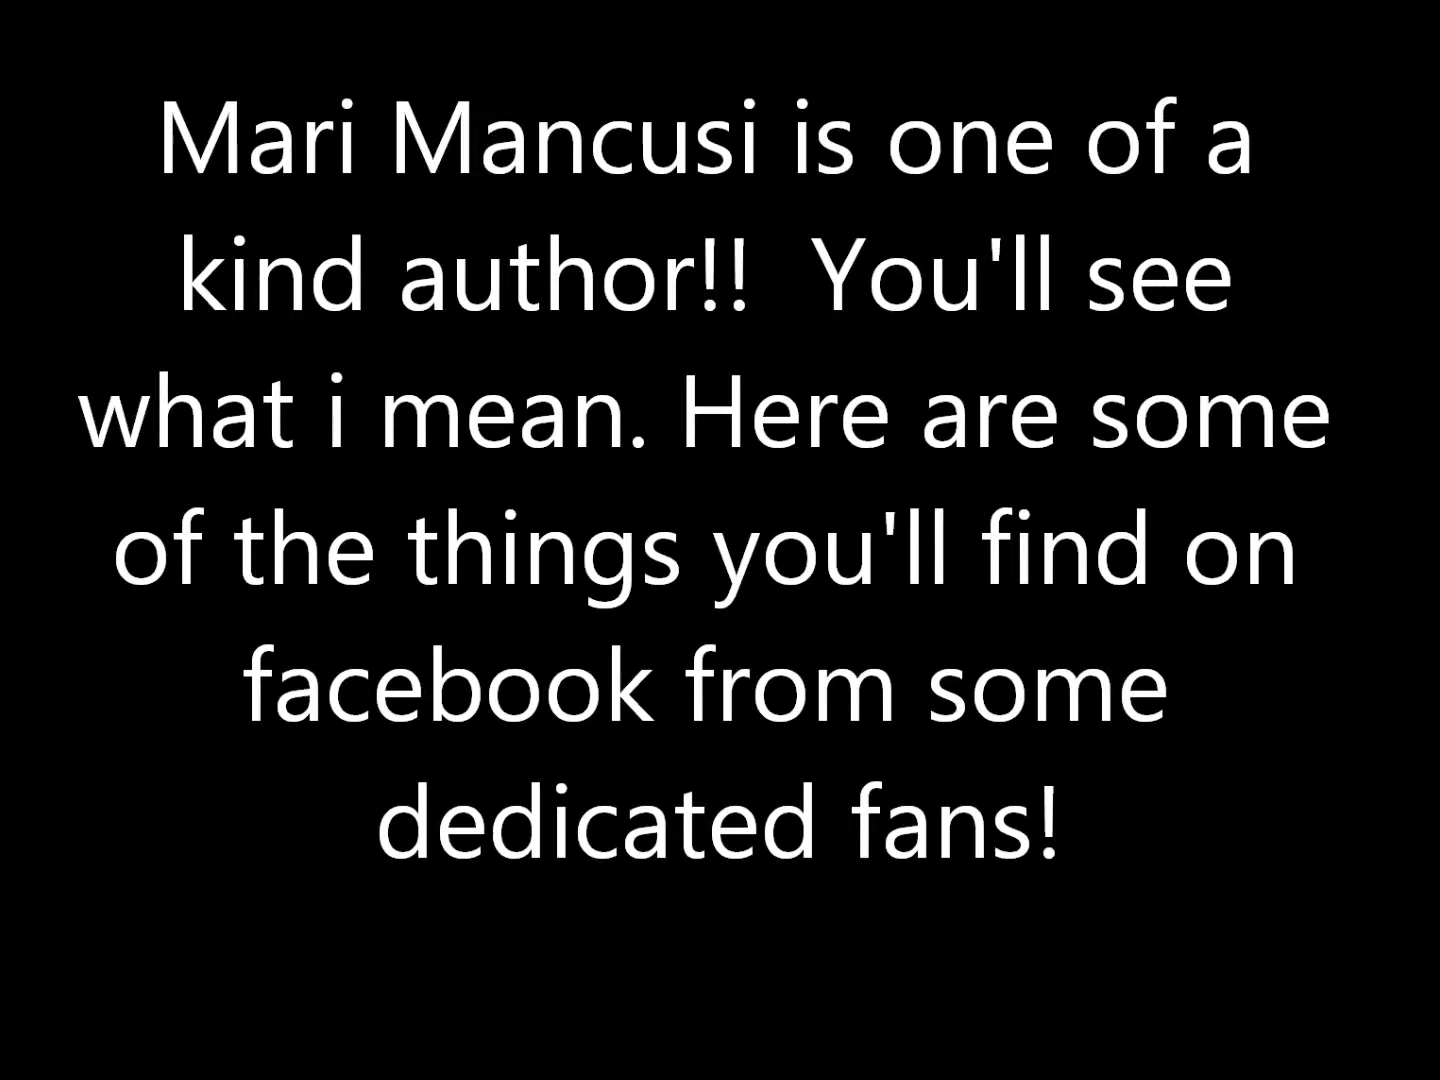 Mari Mancusi is one of a
kind author!!  You'll see
what i mean. Here are some
of the things you'll find on
facebook from some
dedicated fans!